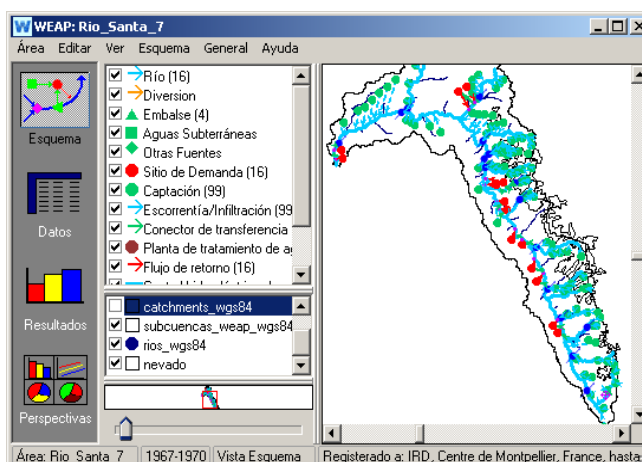 WEAP: Rio_Santa_7
Área Editar Ver Esquema General Ayuda
Esquema
Datos
Resultados
Perspectivas
Río (16)
Diversion
Embalse (4)
Aguas Subterráneas
Otras Fuentes
Sitio de Demanda (16)
Captación (99)
Escorrentía/Infiltración (99
Conector de transferencia
Planta de tratamiento de ag
Flujo de retorno (16)
catchments_wgs84
subcuencas_weap_wgs84
rios_wgs84
nevado
Área: Rio_Santa_7 1967-1970 Vista Esquema Registerado a: IRD, Centre de Montpellier, France, hasta